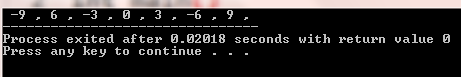 -9 , 6 , -3 , 0 , 3 , -6 , 9 ,
--------------------------------
Process exited after 0.02018 seconds with return value 0
Press any key to continue . . .